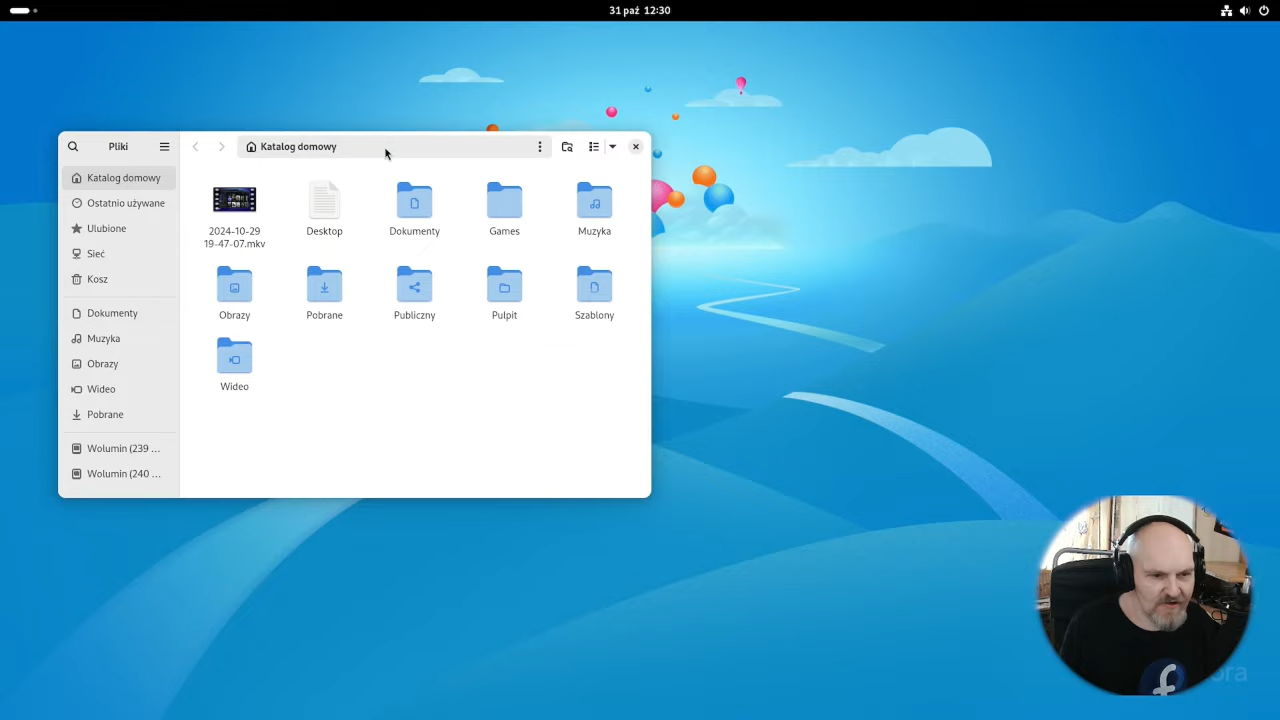 31 paź 12:30
Pliki
Katalog domowy
Katalog domowy
Ostatnio używane
Ulubione
Sieć
Kosz
Dokumenty
Muzyka
Obrazy
Wideo
Pobrane
Wolumin (239 …
Wolumin (240 …
2024-10-29
19-47-07.mkv
Desktop
Dokumenty
Games
Muzyka
Obrazy
Pobrane
Publiczny
Pulpit
Szablony
Wideo